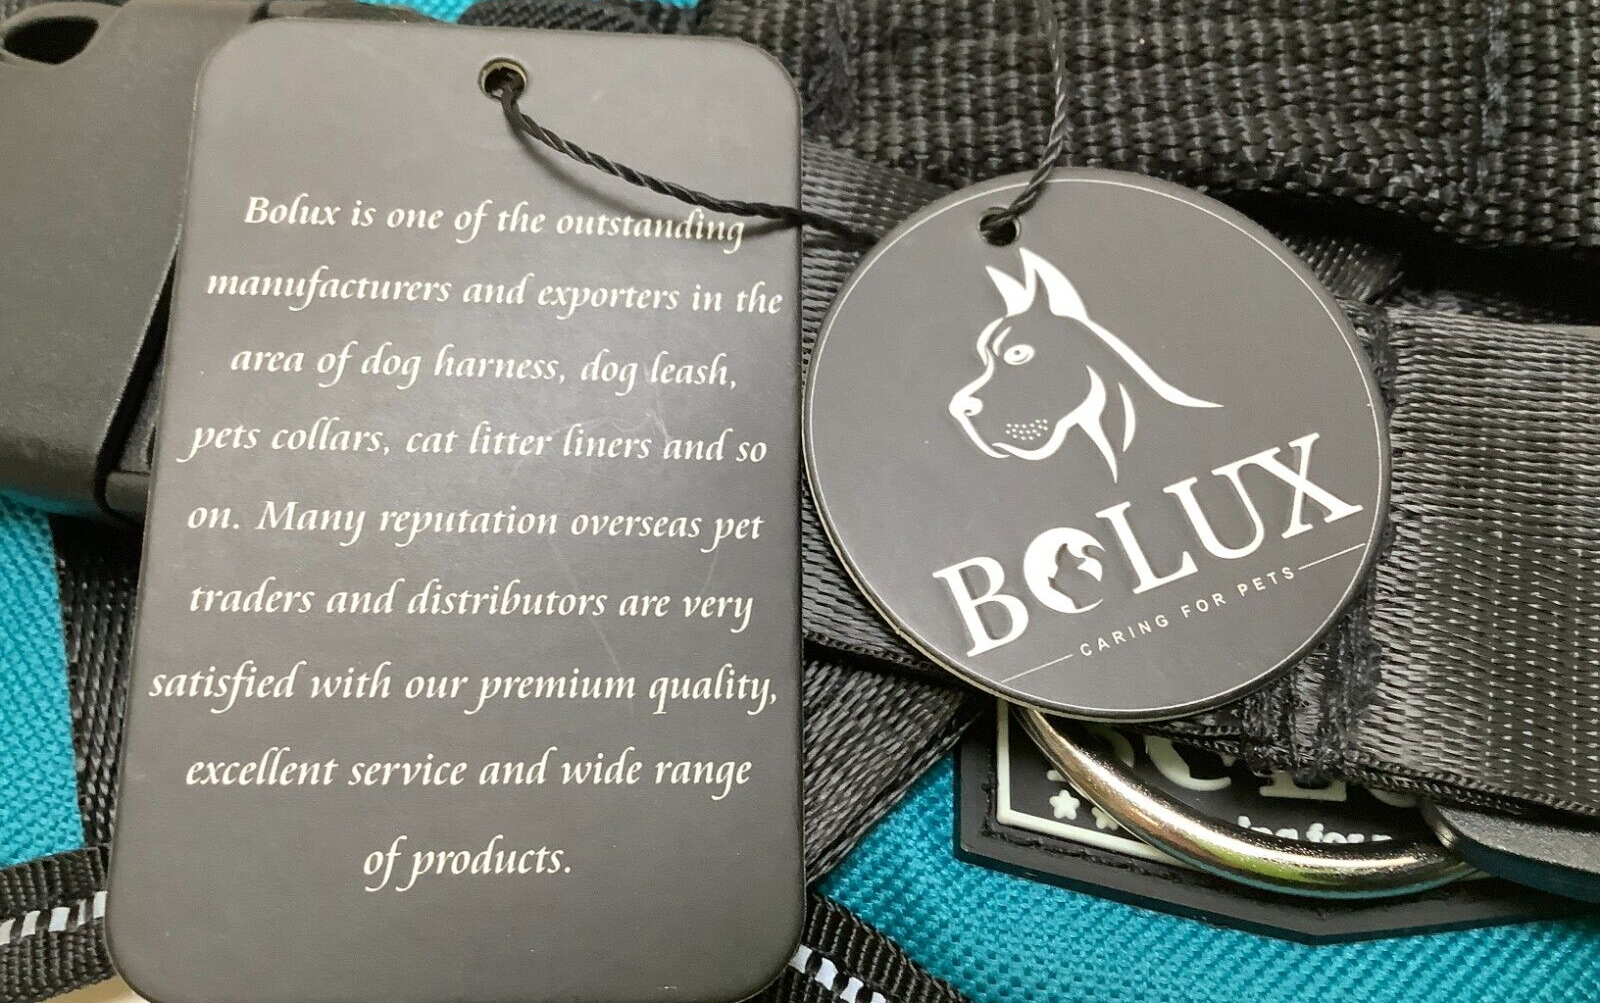 Bolux is one of the outstanding
manufacturers and exporters in the
area of dog harness, dog leash,
pets collars, cat litter liners and so
on. Many reputation overseas pet
traders and distributors are very
satisfied with our premium quality,
excellent service and wide range
of products.
BOLUX
CARING FOR PETS